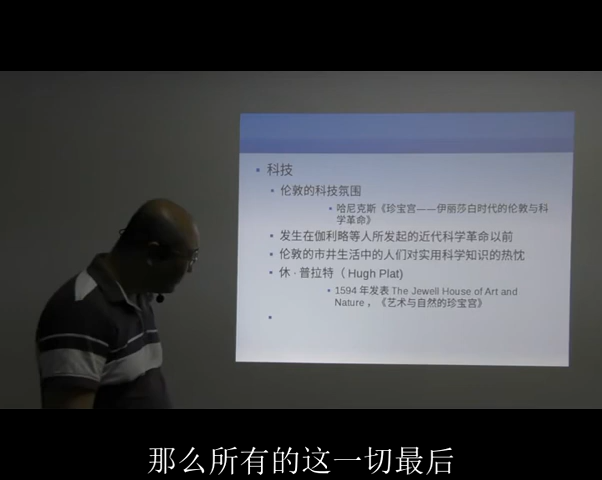 科技
伦敦的科技氛围
哈尼克斯《珍宝宫——伊丽莎白时代的伦敦与科
学革命》
发生在伽利略等人所发起的近代科学革命以前
伦敦的市井生活中的人们对实用科学知识的热忱
休 · 普拉特（ Hugh Plat)
1594 年发表 The Jewell House of Art and
Nature ，《艺术与自然的珍宝宫》
那么所有的这一切最后